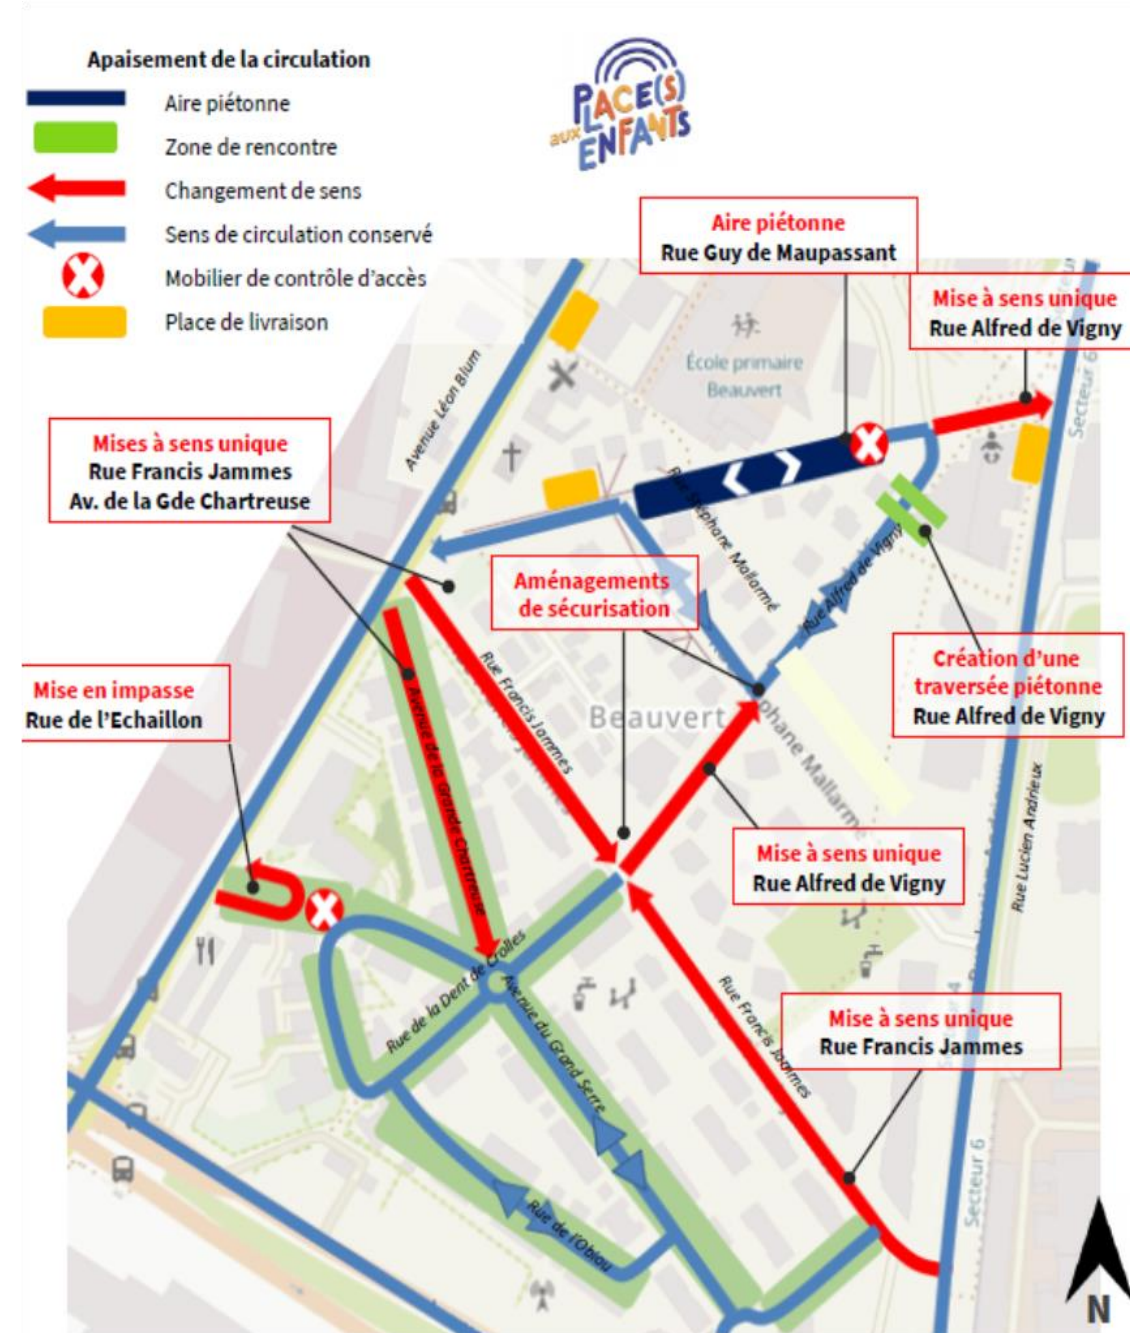 Apaisement de la circulation
Aire piétonne
Zone de rencontre
Changement de sens
Sens de circulation conservé
Mobilier de contrôle d'accès
Place de livraison
PLACE(S)
aux
ENFANTS
Aire piétonne
Rue Guy de Maupassant
Mise à sens unique
Rue Alfred de Vigny
École primaire
Beauvert
Secteur 6
Avenue Léon Blum
Mises à sens unique
Rue Francis Jammes
Av. de la Gde Chartreuse
Rue Stéphane Mallarmé
Rue Alfred de Vigny
Aménagements
de sécurisation
Création d'une
traversée piétonne
Rue Alfred de Vigny
Mise en impasse
Rue de l'Echaillon
Rue Francis Jammes
Avenue de la Grande Chartreuse
Beauvert
phane Mallarmé
Rue Lucien Andrieux
Mise à sens unique
Rue Alfred de Vigny
Rue de la Dent de Crolles
Avenue du Grand Serre
Rue Francis Jammes
Mise à sens unique
Rue Francis Jammes
Rue de l'Obiou
Secteur 6
N